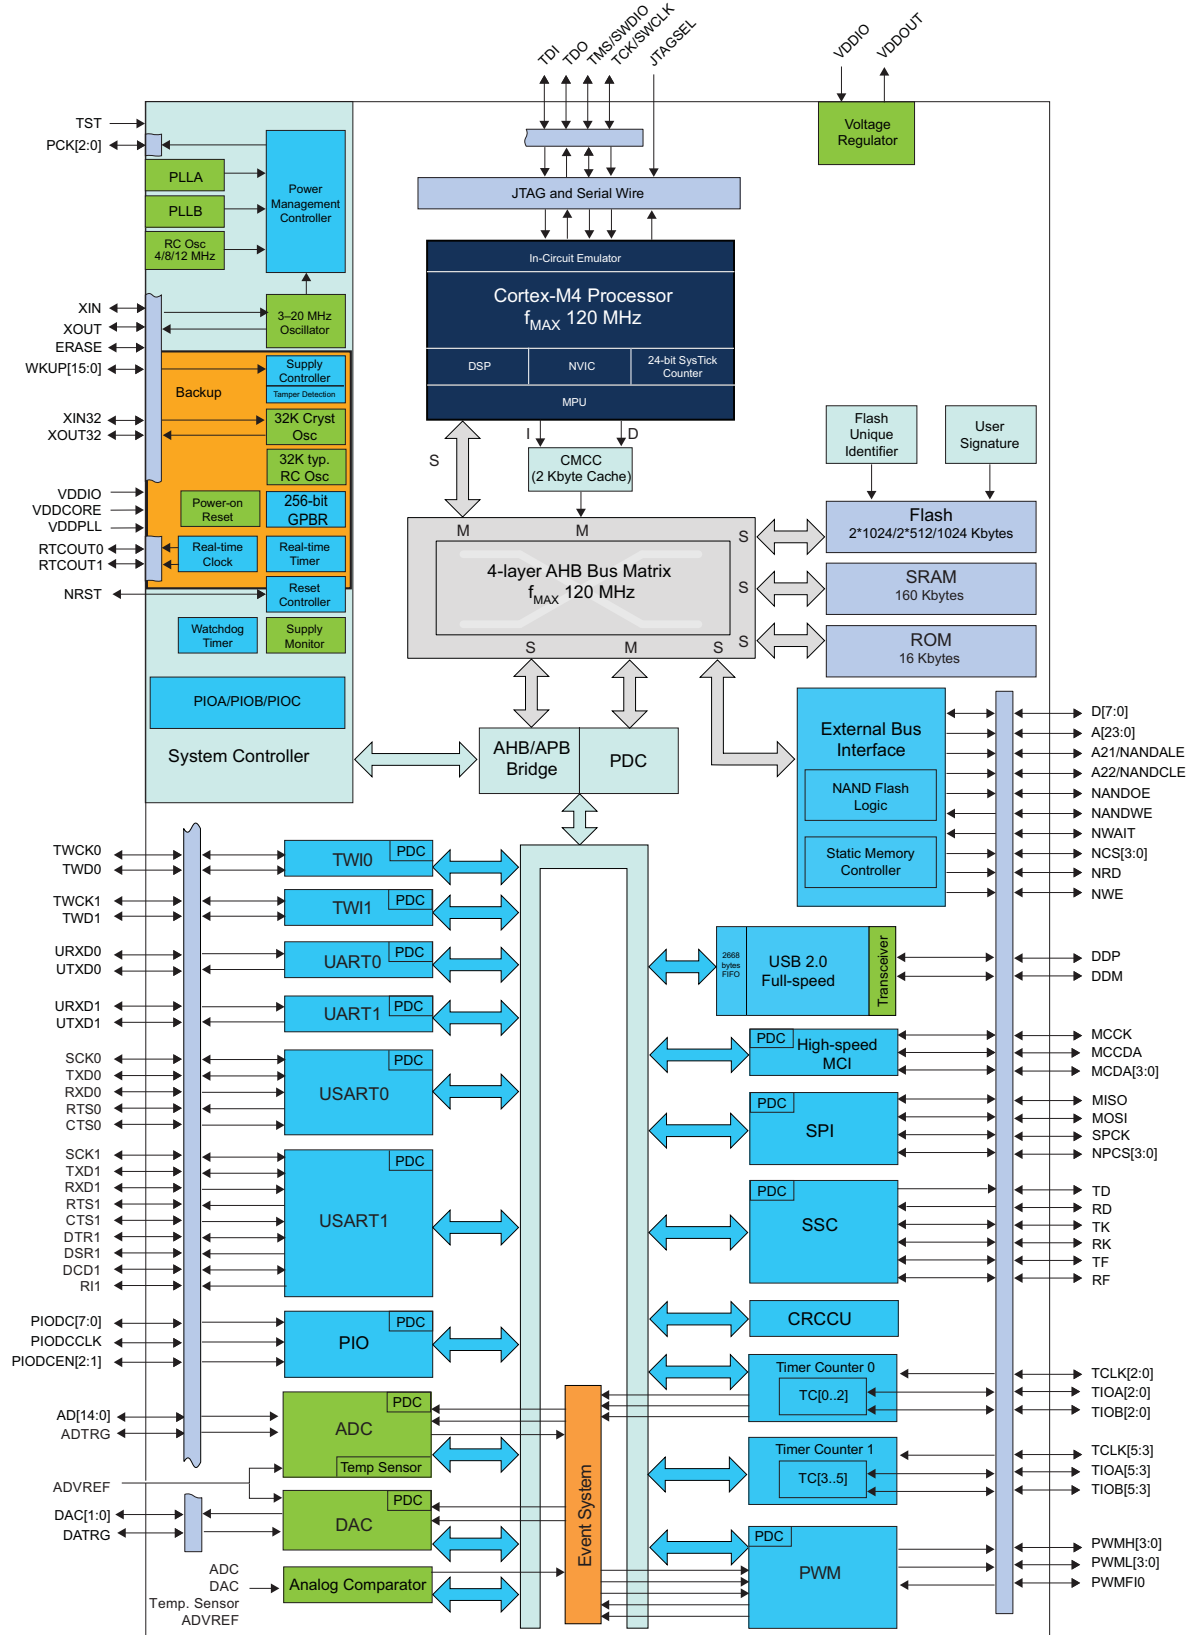 TDI
TDO
TMS/SWDIO
TCK/SWCLK
JTAGSEL
VDDIO
VDDOUT
Voltage
Regulator
TST
PCK[2:0]
PLLA
PLLB
RC Osc
4/8/12 MHz
Power
Management
Controller
JTAG and Serial Wire
In-Circuit Emulator
Cortex-M4 Processor
fMAX 120 MHz
DSP
NVIC
24-bit SysTick
Counter
MPU
XIN
XOUT
ERASE
WKUP[15:0]
XIN32
XOUT32
VDDIO
VDDCORE
VDDPLL
RTCOUT0
RTCOUT1
NRST
3–20 MHz
Oscillator
Backup
Supply
Controller
Tamper Detection
32K Cryst
Osc
32K typ.
RC Osc
Power-on
Reset
256-bit
GPBR
Real-time
Clock
Real-time
Timer
Reset
Controller
Watchdog
Timer
Supply
Monitor
PIOA/PIOB/PIOC
System Controller
I
D
S
CMCC
(2 Kbyte Cache)
M
M
S
4-layer AHB Bus Matrix
fMAX 120 MHz
S
S
S
M
S
Flash
Unique
Identifier
User
Signature
Flash
2*1024/2*512/1024 Kbytes
SRAM
160 Kbytes
ROM
16 Kbytes
AHB/APB
Bridge
PDC
External Bus
Interface
NAND Flash
Logic
Static Memory
Controller
D[7:0]
A[23:0]
A21/NANDALE
A22/NANDCLE
NANDOE
NANDWE
NWAIT
NCS[3:0]
NRD
NWE
TWCK0
TWD0
TWI0
PDC
TWCK1
TWD1
TWI1
PDC
URXD0
UTXD0
UART0
PDC
URXD1
UTXD1
UART1
PDC
SCK0
TXD0
RXD0
RTS0
CTS0
USART0
PDC
SCK1
TXD1
RXD1
RTS1
CTS1
DTR1
DSR1
DCD1
RI1
USART1
PDC
PIODC[7:0]
PIODCCLK
PIODCEN[2:1]
PIO
PDC
AD[14:0]
ADTRG
ADC
PDC
Temp Sensor
ADVREF
DAC[1:0]
DATRG
DAC
PDC
ADC
DAC
Temp. Sensor
ADVREF
Analog Comparator
Event System
2668
bytes
FIFO
USB 2.0
Full-speed
Transceiver
DDP
DDM
PDC
High-speed
MCI
MCCK
MCCDA
MCDA[3:0]
PDC
SPI
MISO
MOSI
SPCK
NPCS[3:0]
PDC
SSC
TD
RD
TK
RK
TF
RF
CRCCU
Timer Counter 0
TC[0..2]
TCLK[2:0]
TIOA[2:0]
TIOB[2:0]
Timer Counter 1
TC[3..5]
TCLK[5:3]
TIOA[5:3]
TIOB[5:3]
PDC
PWM
PWMH[3:0]
PWML[3:0]
PWMFI0